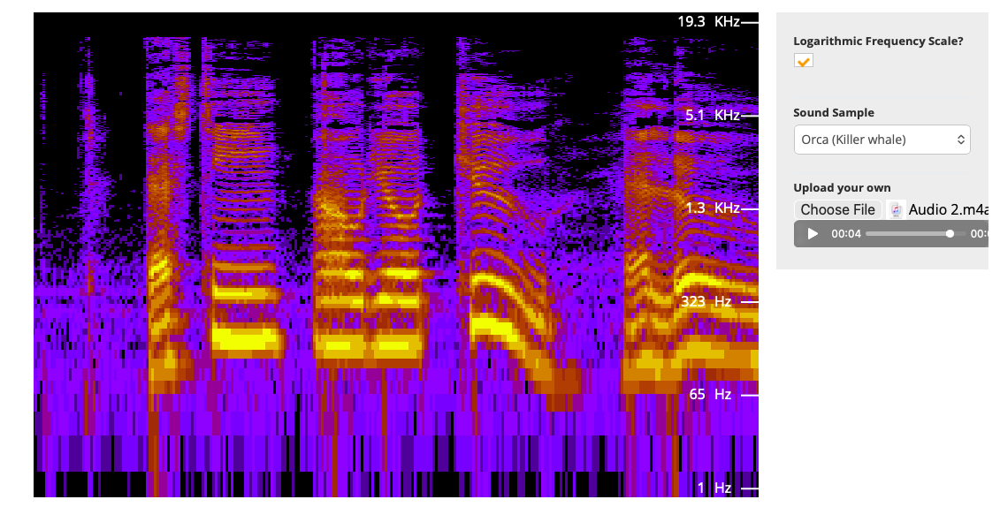 19.3 KHz
5.1 KHz
1.3 KHz
323 Hz
65 Hz
1 Hz
Logarithmic Frequency Scale?
Sound Sample
Orca (Killer whale)
Upload your own
Choose File Audio 2.m4a
00:04 00: